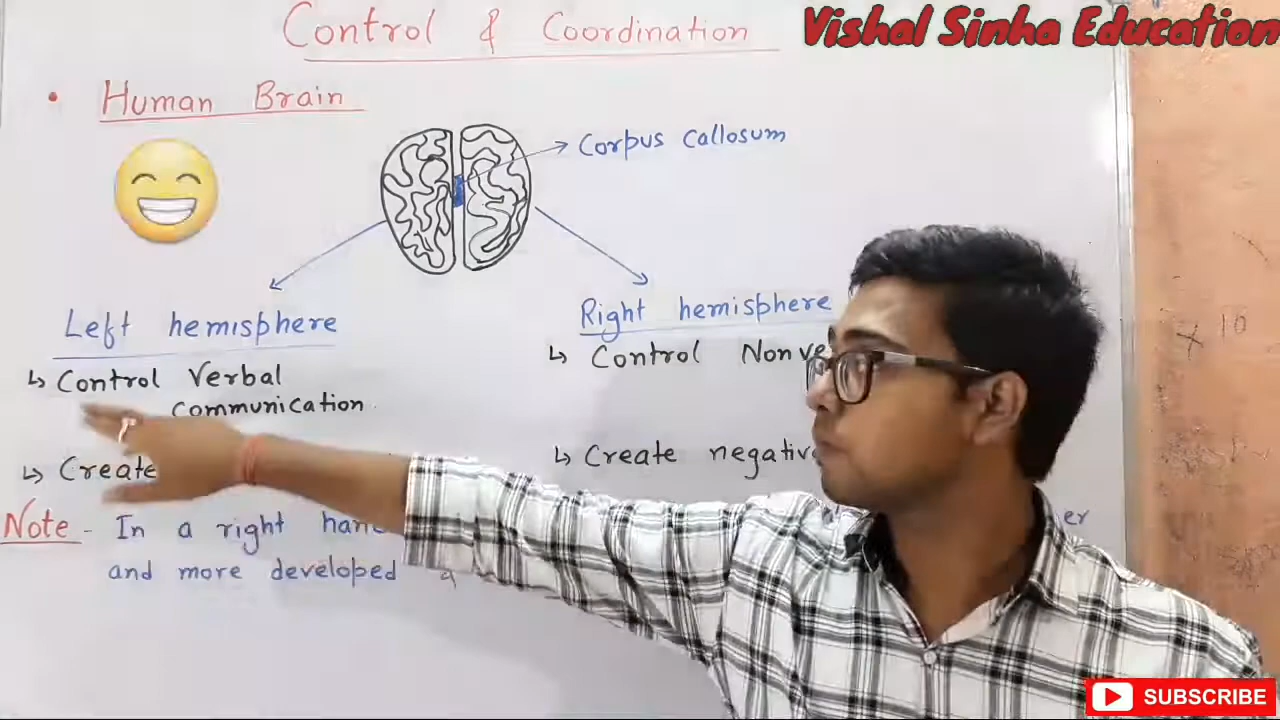 Control & Coordination
Vishal Sinha Education
• Human Brain
Corpus callosum
Left hemisphere
Right hemisphere
↳ Control Verbal
communication
↳ Control
↳ Create
↳ Create
Note - In a right
er
and more developed
SUBSCRIBE